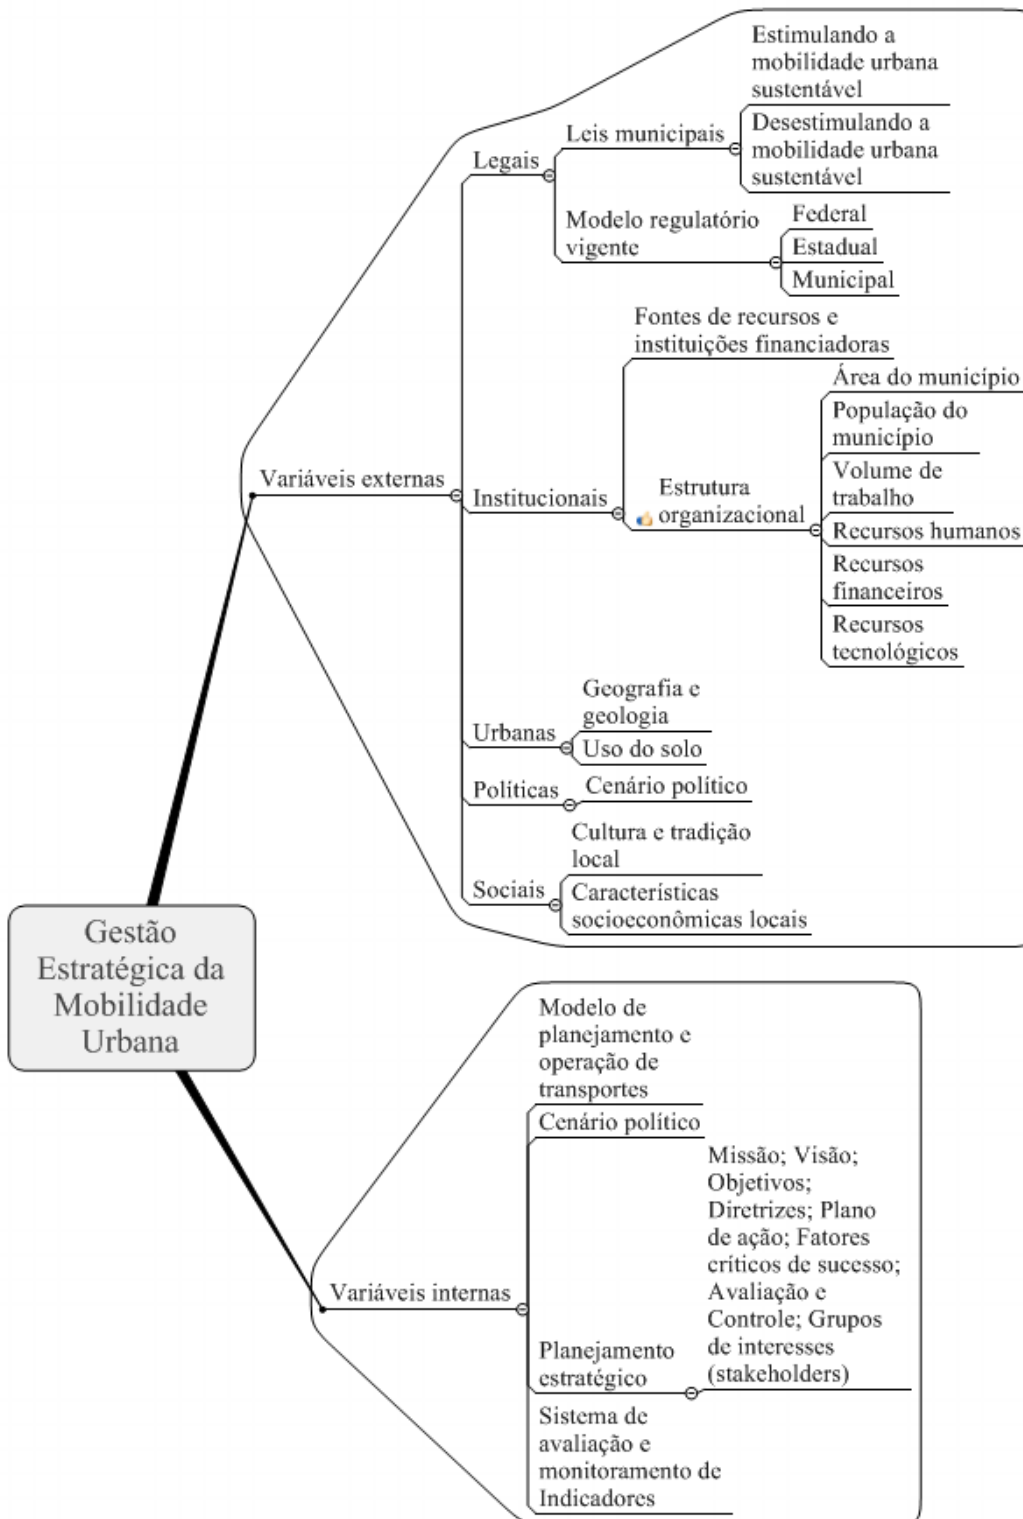 Estimulando a
mobilidade urbana
sustentável
Desestimulando a
mobilidade urbana
sustentável
Leis municipais
Legais
Modelo regulatório
vigente
Federal
Estadual
Municipal
Fontes de recursos e
instituições financiadoras
Área do município
População do
município
Volume de
trabalho
Recursos humanos
Recursos
financeiros
Recursos
tecnológicos
Estrutura
organizacional
Institucionais
Variáveis externas
Geografia e
geologia
Urbanas
Uso do solo
Políticas
Cenário político
Cultura e tradição
local
Sociais
Características
socioeconômicas locais
Gestão
Estratégica da
Mobilidade
Urbana
Modelo de
planejamento e
operação de
transportes
Cenário político
Missão; Visão;
Objetivos;
Diretrizes; Plano
de ação; Fatores
críticos de sucesso;
Avaliação e
Controle; Grupos
de interesses
(stakeholders)
Variáveis internas
Planejamento
estratégico
Sistema de
avaliação e
monitoramento de
Indicadores